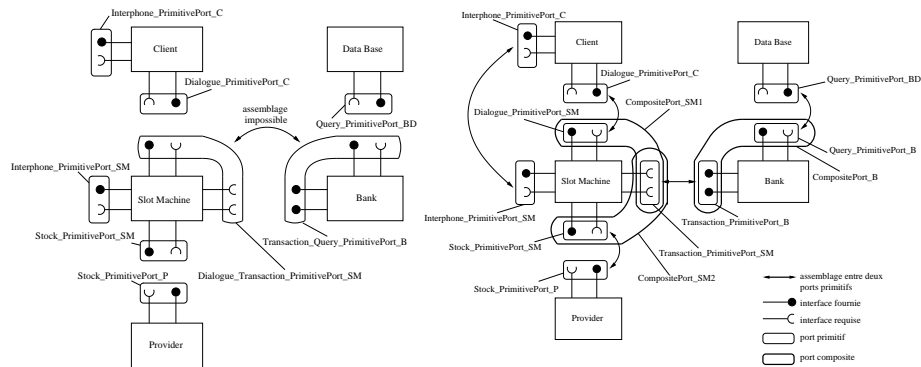 Interphone_PrimitivePort_C
Client
Data Base
Dialogue_PrimitivePort_C
assemblage
impossible
Query_PrimitivePort_BD
Interphone_PrimitivePort_SM
Slot Machine
Bank
Stock_PrimitivePort_SM
Transaction_Query_PrimitivePort_B
Stock_PrimitivePort_P
Dialogue_Transaction_PrimitivePort_SM
Provider
Interphone_PrimitivePort_C
Client
Data Base
Dialogue_PrimitivePort_C
Query_PrimitivePort_BD
Dialogue_PrimitivePort_SM
CompositePort_SM1
Query_PrimitivePort_B
Slot Machine
Bank
CompositePort_B
Interphone_PrimitivePort_SM
Transaction_PrimitivePort_B
Stock_PrimitivePort_SM
Transaction_PrimitivePort_SM
Stock_PrimitivePort_P
CompositePort_SM2
Provider
assemblage entre deux
ports primitifs
interface fournie
interface requise
port primitif
port composite